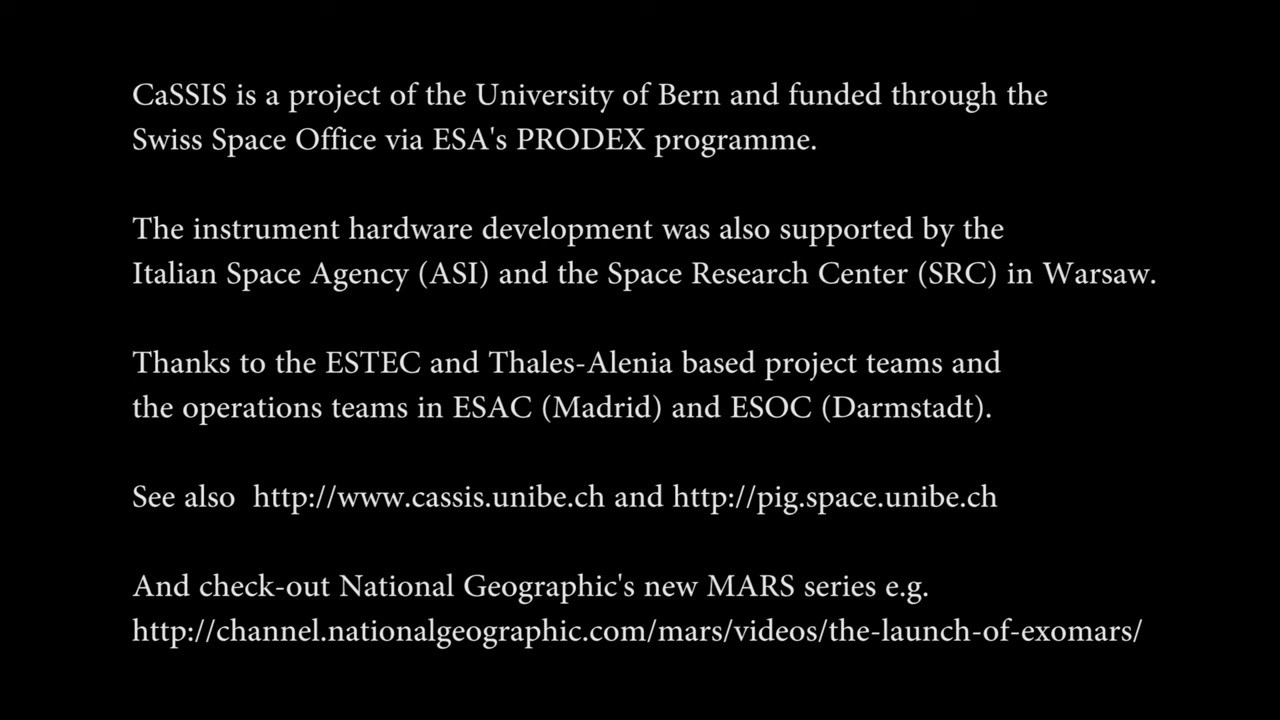 CaSSIS is a project of the University of Bern and funded through the
Swiss Space Office via ESA's PRODEX programme.
The instrument hardware development was also supported by the
Italian Space Agency (ASI) and the Space Research Center (SRC) in Warsaw.
Thanks to the ESTEC and Thales-Alenia based project teams and
the operations teams in ESAC (Madrid) and ESOC (Darmstadt).
See also  http://www.cassis.unibe.ch and http://pig.space.unibe.ch
And check-out National Geographic's new MARS series e.g.
http://channel.nationalgeographic.com/mars/videos/the-launch-of-exomars/